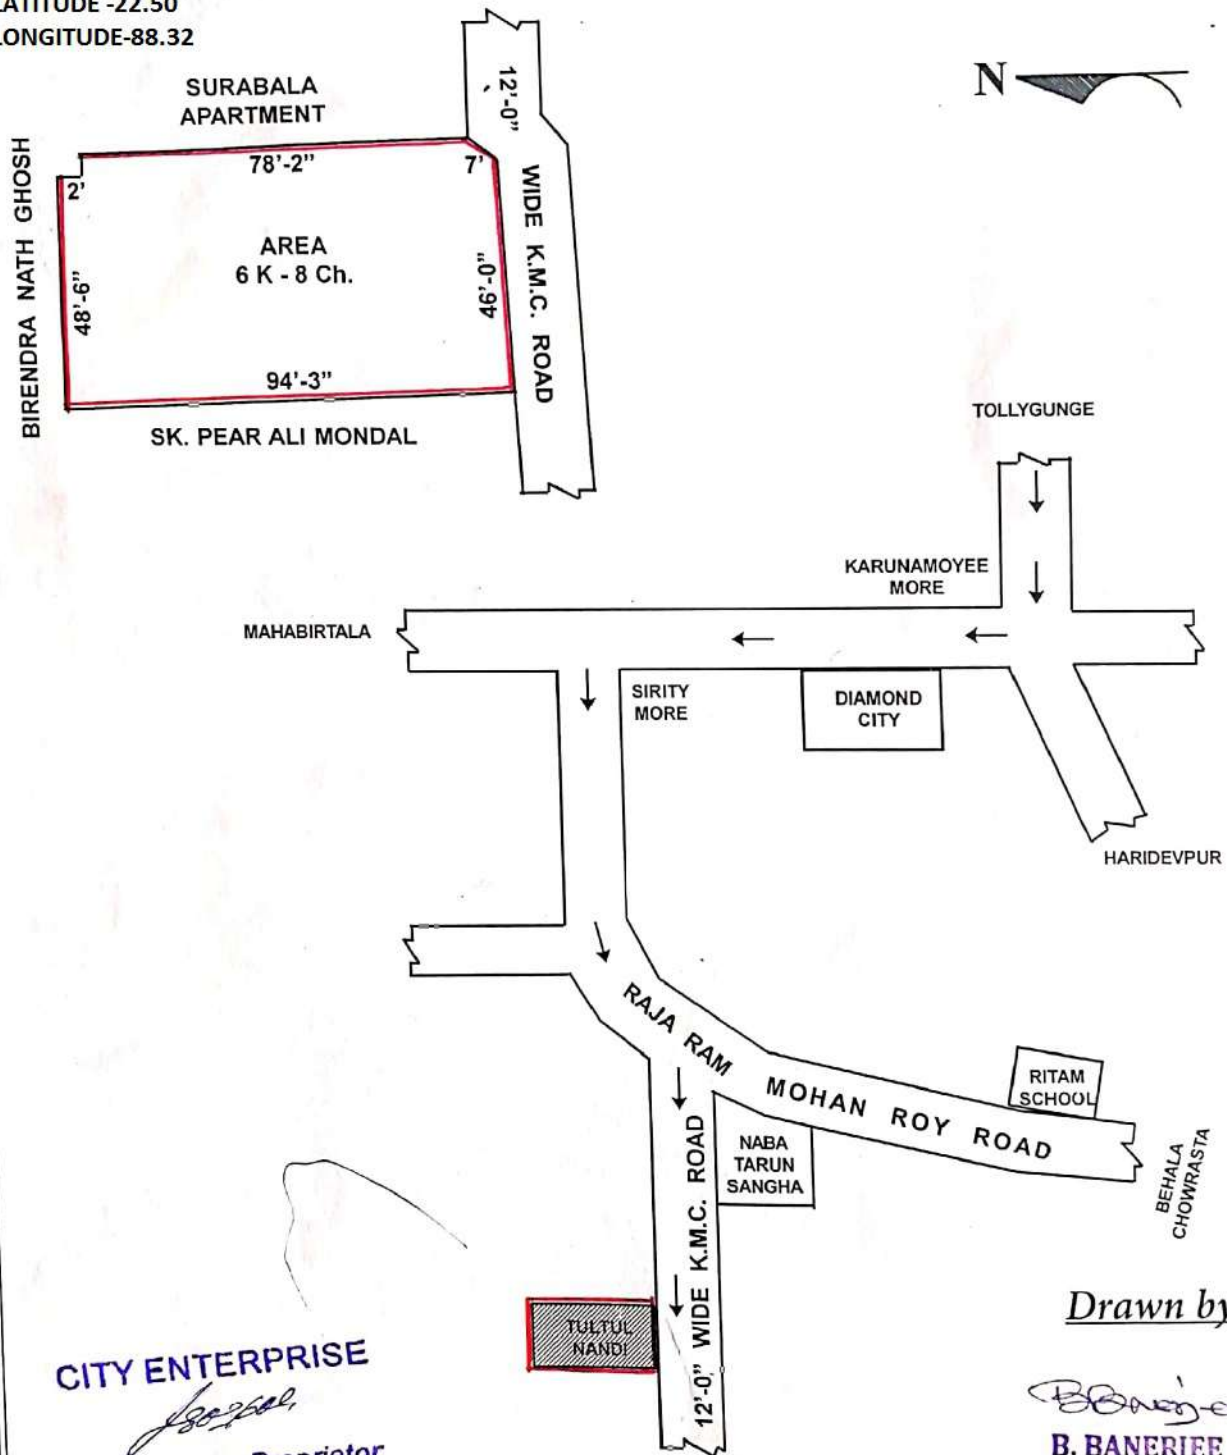 LATITUDE -22.50
LONGITUDE-88.32
N
SURABALA
APARTMENT
12'-0" WIDE K.M.C. ROAD
BIRENDRA NATH GHOSH
78'-2"
7'
2'
AREA
6 K - 8 Ch.
48'-6"
46'-0"
94'-3"
SK. PEAR ALI MONDAL
TOLLYGUNGE
KARUNAMOYEE
MORE
MAHABIRTALA
SIRITY
MORE
DIAMOND
CITY
HARIDEVPUR
RAJA RAM MOHAN ROY ROAD
RITAM
SCHOOL
NABA
TARUN
SANGHA
BEHALA
CHOWRASTA
12'-0" WIDE K.M.C. ROAD
TULTUL
NANDI
Drawn by
CITY ENTERPRISE
Proprietor
B. BANERJEE